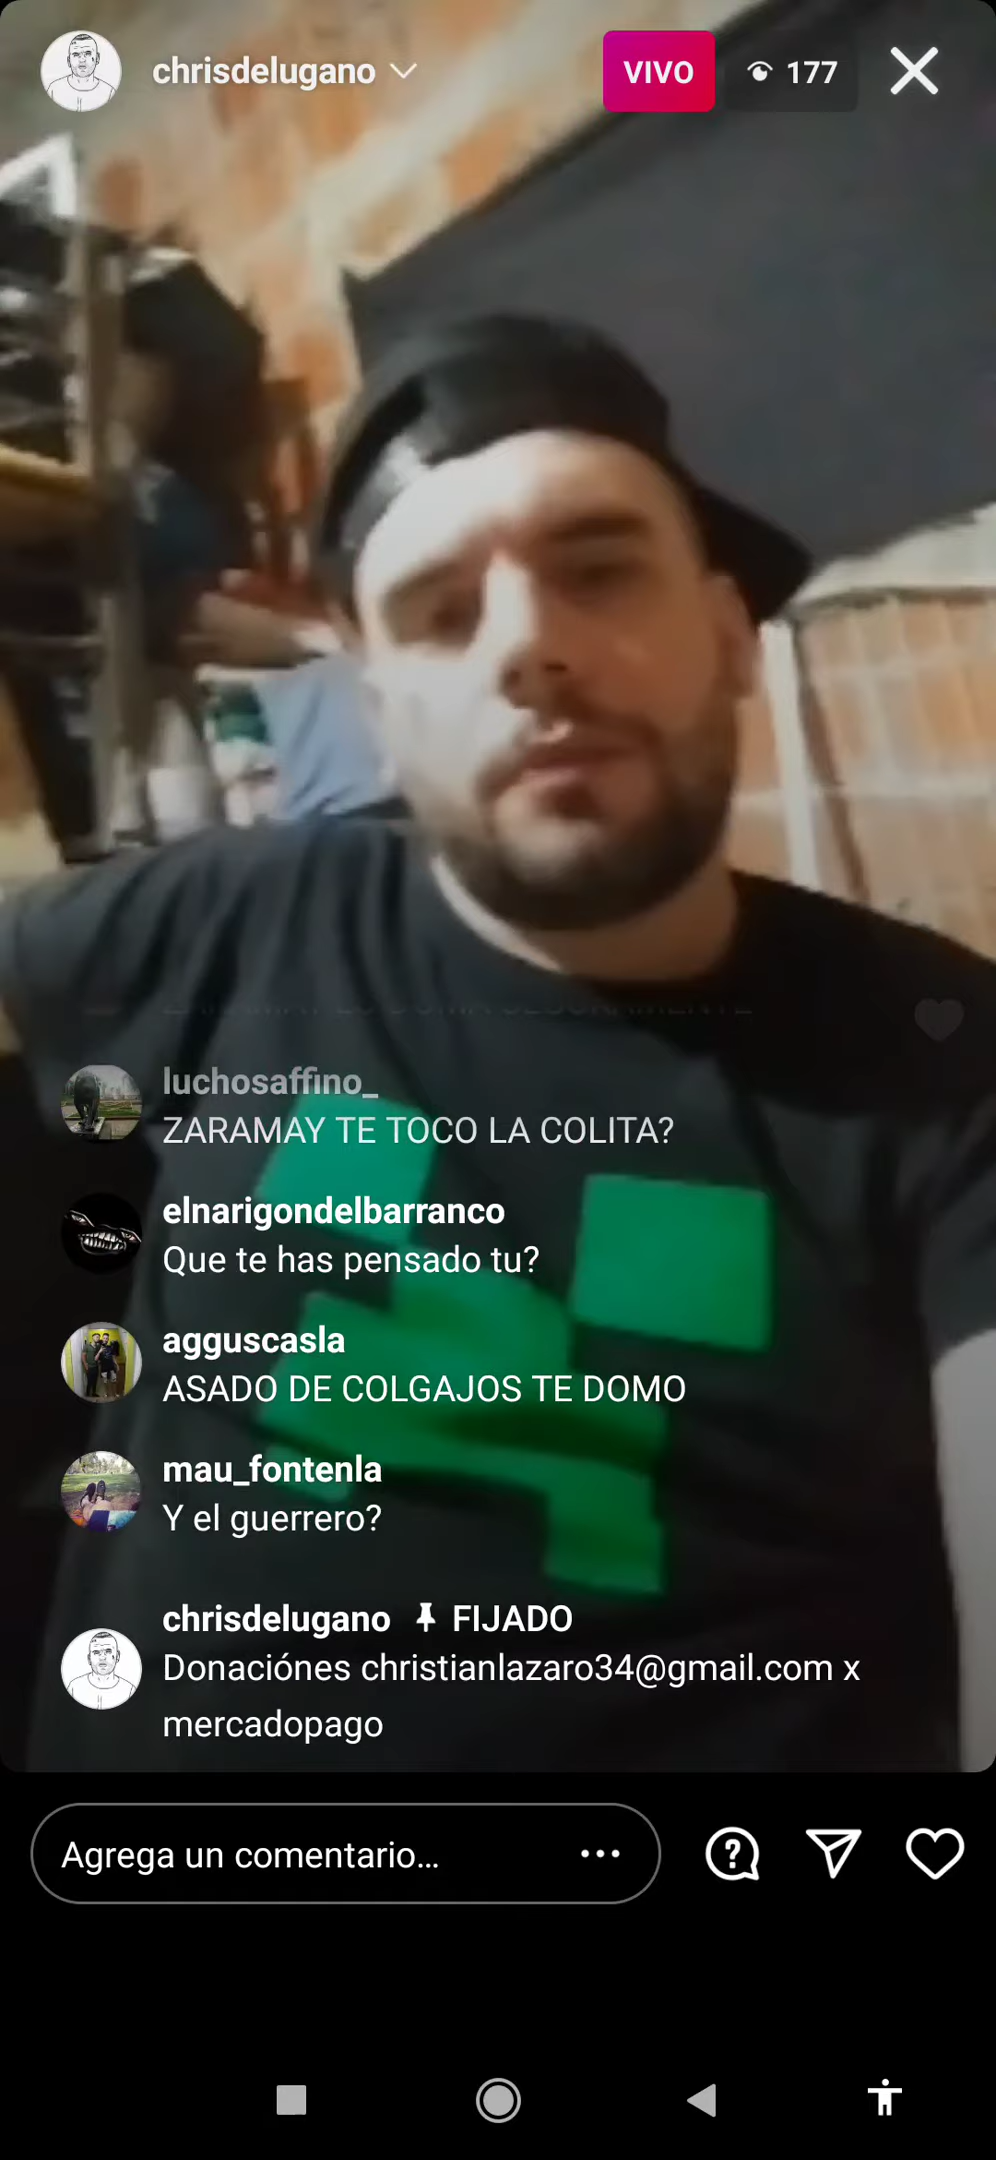 chrisdelugano
VIVO
177
luchosaffino_
ZARAMAY TE TOCO LA COLITA?
elnarigondelbarranco
Que te has pensado tu?
agguscasla
ASADO DE COLGAJOS TE DOMO
mau_fontenla
Y el guerrero?
chrisdelugano FIJADO
Donaciónes christianlazaro34@gmail.com x
mercadopago
Agrega un comentario...